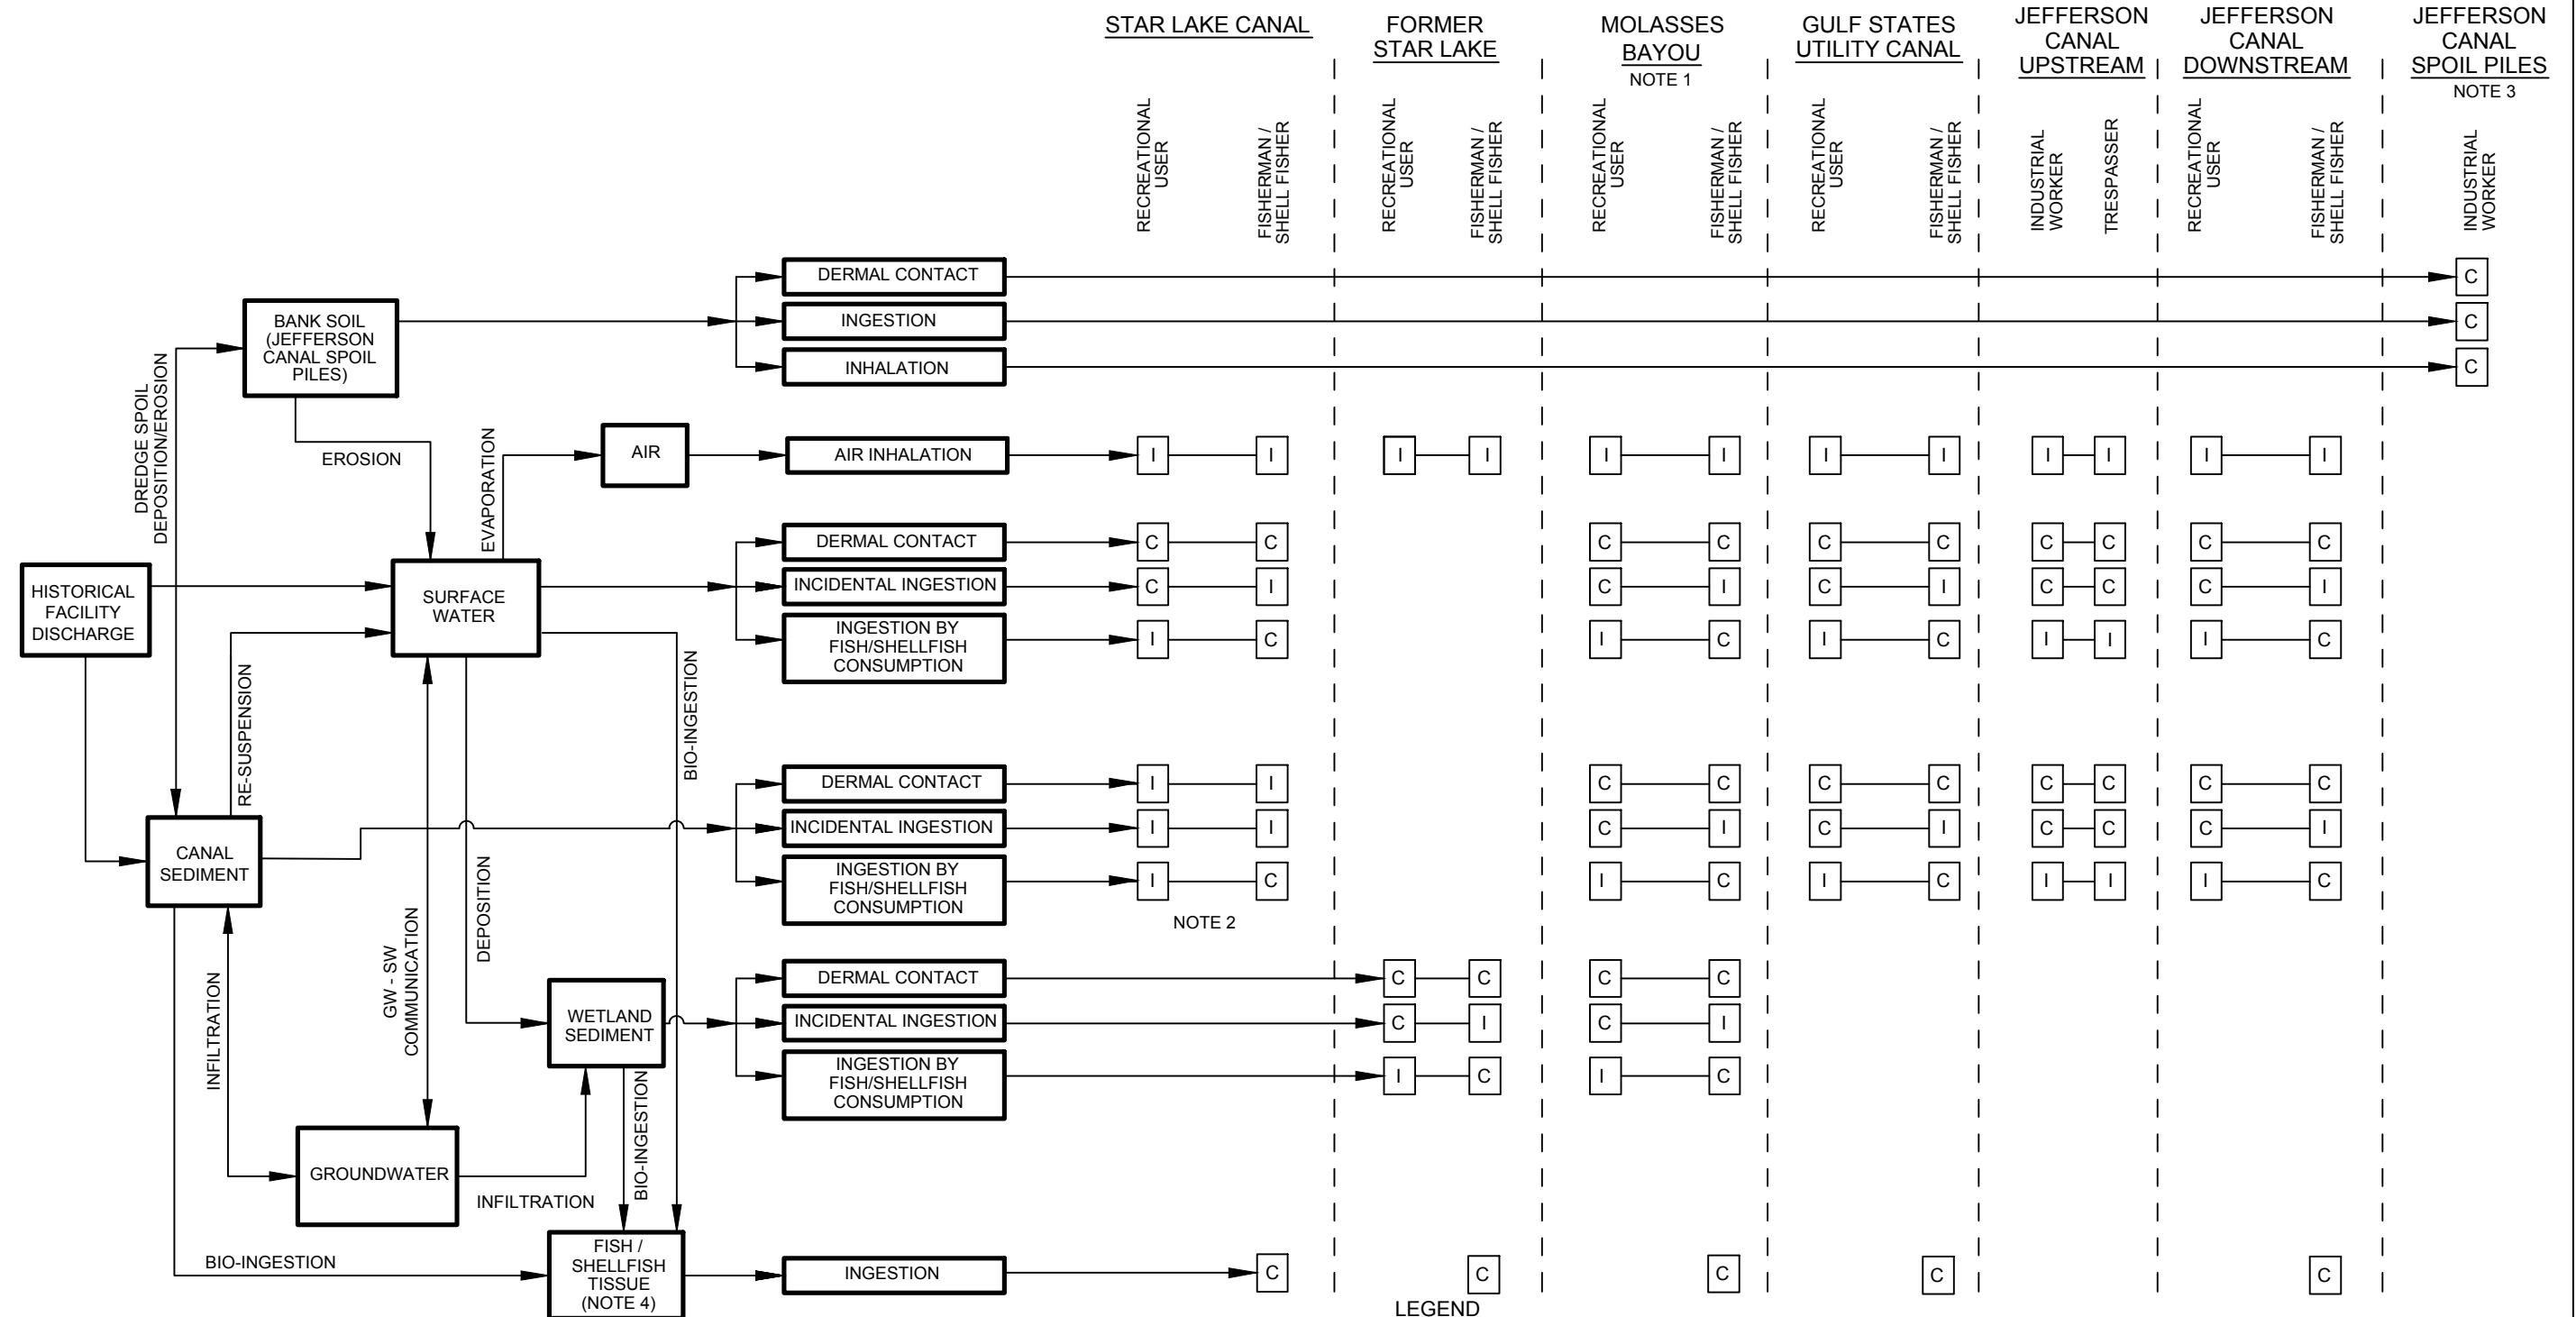 STAR LAKE CANAL
FORMER
STAR LAKE
MOLASSES
BAYOU
NOTE 1
GULF STATES
UTILITY CANAL
JEFFERSON
CANAL
UPSTREAM
JEFFERSON
CANAL
DOWNSTREAM
JEFFERSON
CANAL
SPOIL PILES
NOTE 3
RECREATIONAL
USER
FISHERMAN /
SHELL FISHER
RECREATIONAL
USER
FISHERMAN /
SHELL FISHER
RECREATIONAL
USER
FISHERMAN /
SHELL FISHER
RECREATIONAL
USER
FISHERMAN /
SHELL FISHER
INDUSTRIAL
WORKER
TRESPASSER
RECREATIONAL
USER
FISHERMAN /
SHELL FISHER
INDUSTRIAL
WORKER
BANK SOIL
(JEFFERSON
CANAL SPOIL
PILES)
DERMAL CONTACT
C
INGESTION
C
INHALATION
C
DREDGE SPOIL
DEPOSITION/EROSION
EROSION
EVAPORATION
AIR
AIR INHALATION
I I I I I I I I I I I I
HISTORICAL
FACILITY
DISCHARGE
SURFACE
WATER
DERMAL CONTACT
C C C C C C C C C C
INCIDENTAL INGESTION
C I C I C I C C C I
INGESTION BY
FISH/SHELLFISH
CONSUMPTION
I C I C I C I I I C
RE-SUSPENSION
BIO-INGESTION
CANAL
SEDIMENT
DERMAL CONTACT
I I C C C C C C C C
INCIDENTAL INGESTION
I I C I C I C C C I
INGESTION BY
FISH/SHELLFISH
CONSUMPTION
I C I C I C I I I C
NOTE 2
DEPOSITION
GW - SW
COMMUNICATION
INFILTRATION
WETLAND
SEDIMENT
DERMAL CONTACT
C C C C
INCIDENTAL INGESTION
C I C I
INGESTION BY
FISH/SHELLFISH
CONSUMPTION
I C I C
GROUNDWATER
INFILTRATION
BIO-INGESTION
BIO-INGESTION
FISH /
SHELLFISH
TISSUE
(NOTE 4)
INGESTION
C C C C C
LEGEND